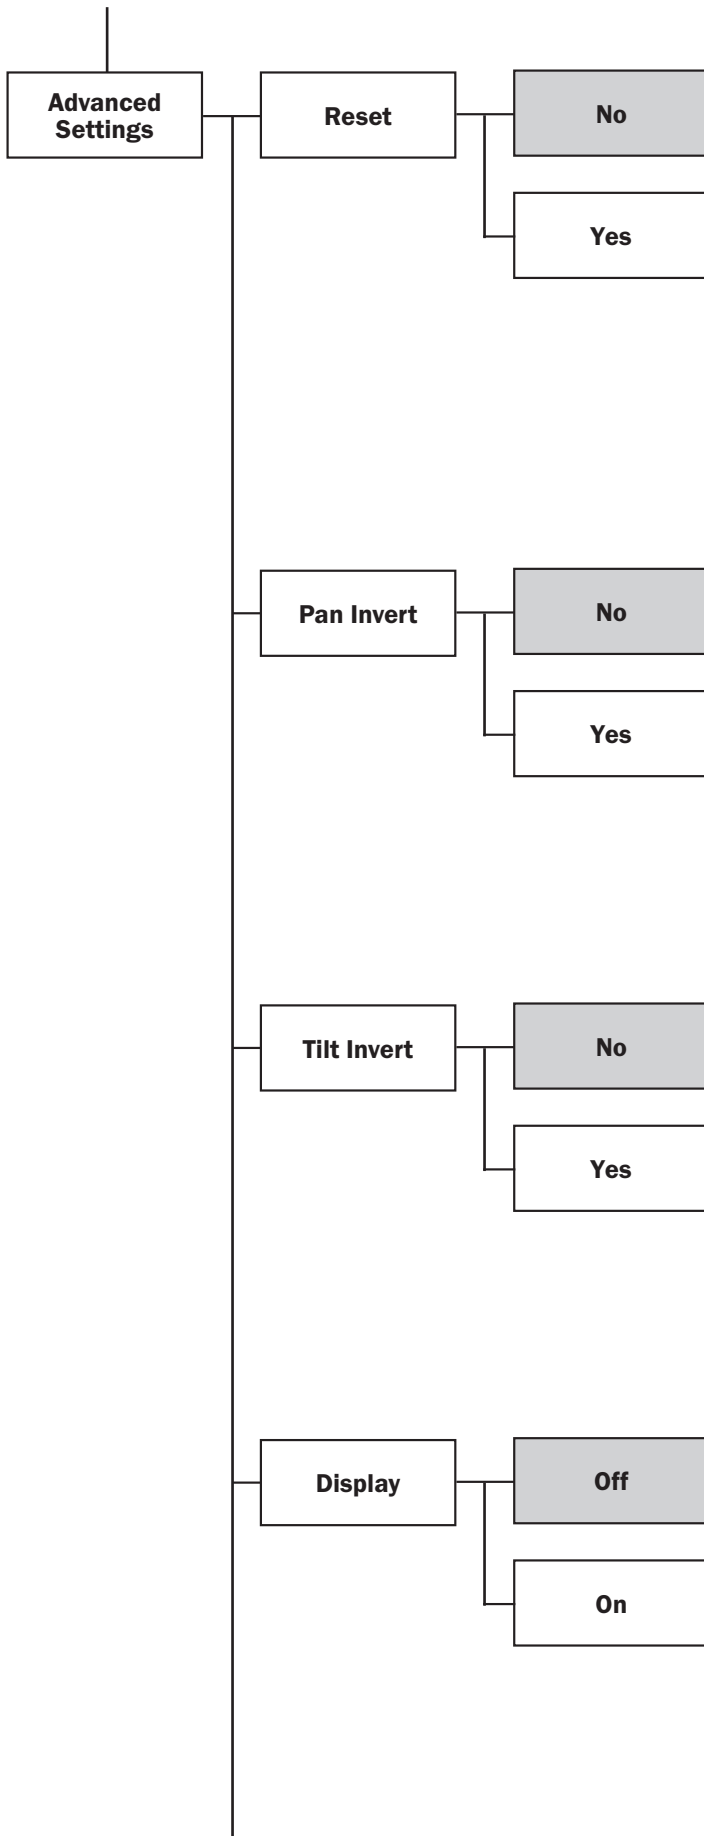 Advanced
Settings
Reset
No
Yes
Pan Invert
No
Yes
Tilt Invert
No
Yes
Display
Off
On